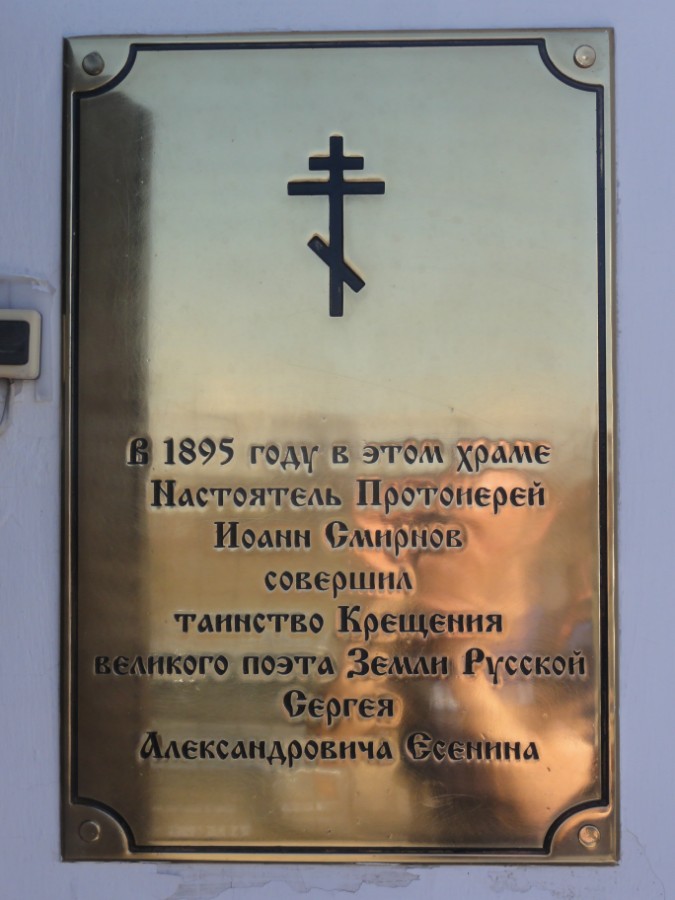 В 1895 году в этом храме
Настоятель Протоиерей
Иоанн Смирнов
совершил
таинство Крещения
великого поэта Земли Русской
Сергея
Александровича Есенина